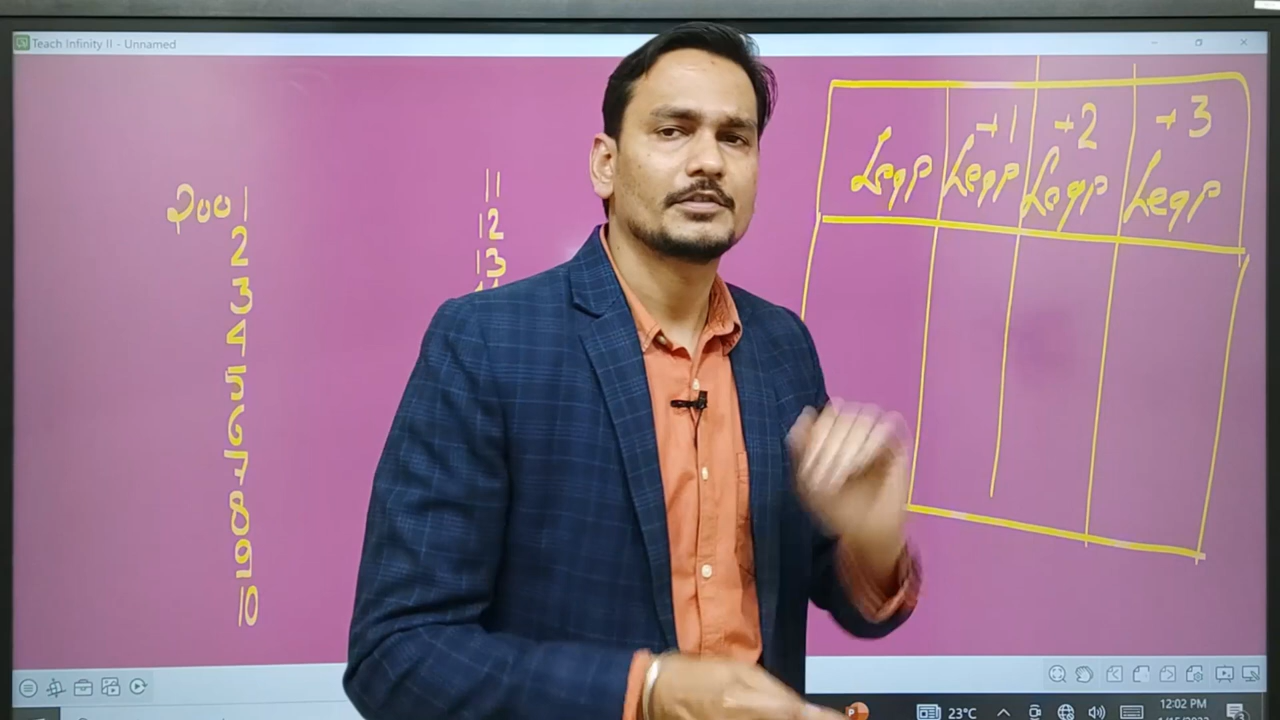 Teach Infinity II - Unnamed
2001
2
3
4
5
6
7
8
9
10
11
12
13
+1 +2 +3
Leap Leap Leap Leap
23°C
12:02 PM